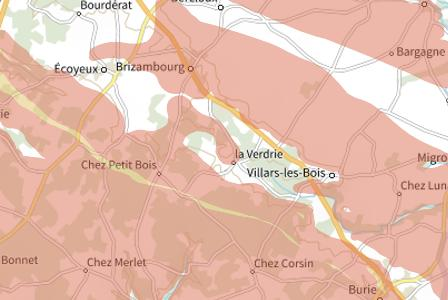 Bourdérat
Écoyeux
Brizambourg
Bargagne
la Verdrie
Migro
Chez Petit Bois
Villars-les-Bois
Chez Lun
Bonnet
Chez Merlet
Chez Corsin
Burie